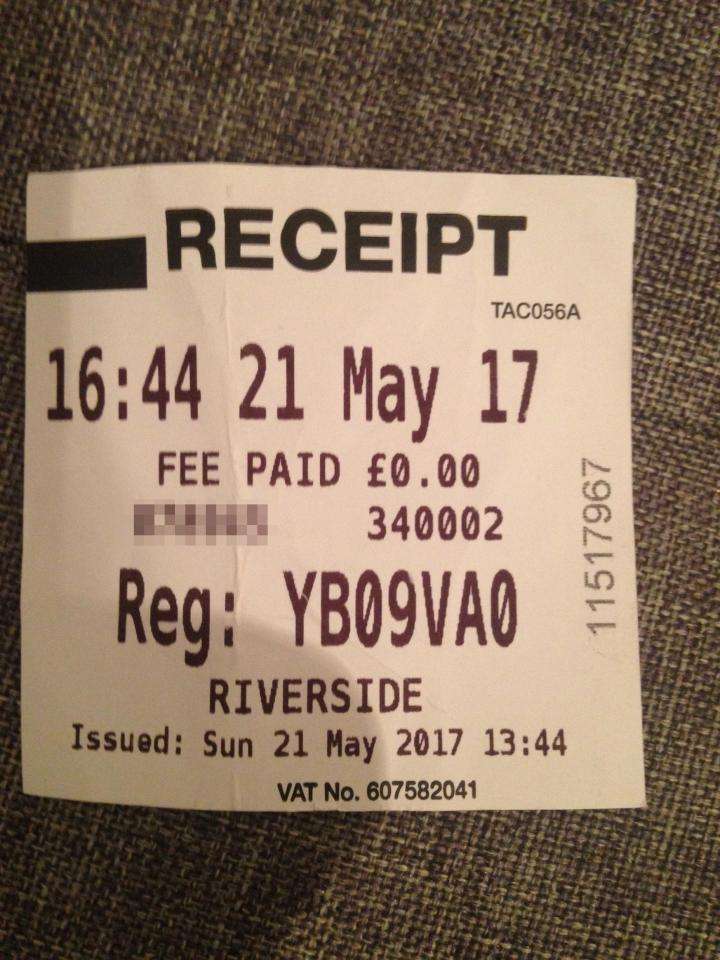 RECEIPT
TAC056A
16:44 21 May 17
FEE PAID £0.00
340002
Reg: YB09VA0
RIVERSIDE
Issued: Sun 21 May 2017 13:44
VAT No. 607582041
11517967